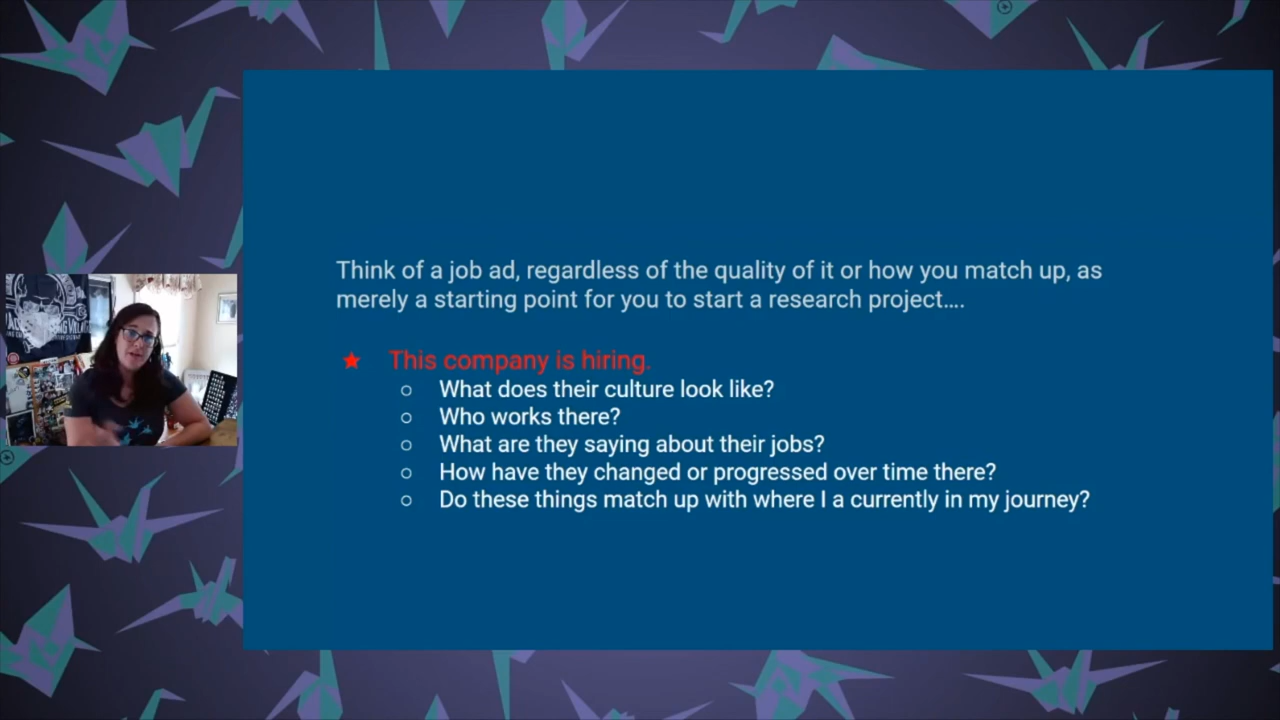 Think of a job ad, regardless of the quality of it or how you match up, as
merely a starting point for you to start a research project....
This company is hiring.
What does their culture look like?
Who works there?
What are they saying about their jobs?
How have they changed or progressed over time there?
Do these things match up with where I a currently in my journey?